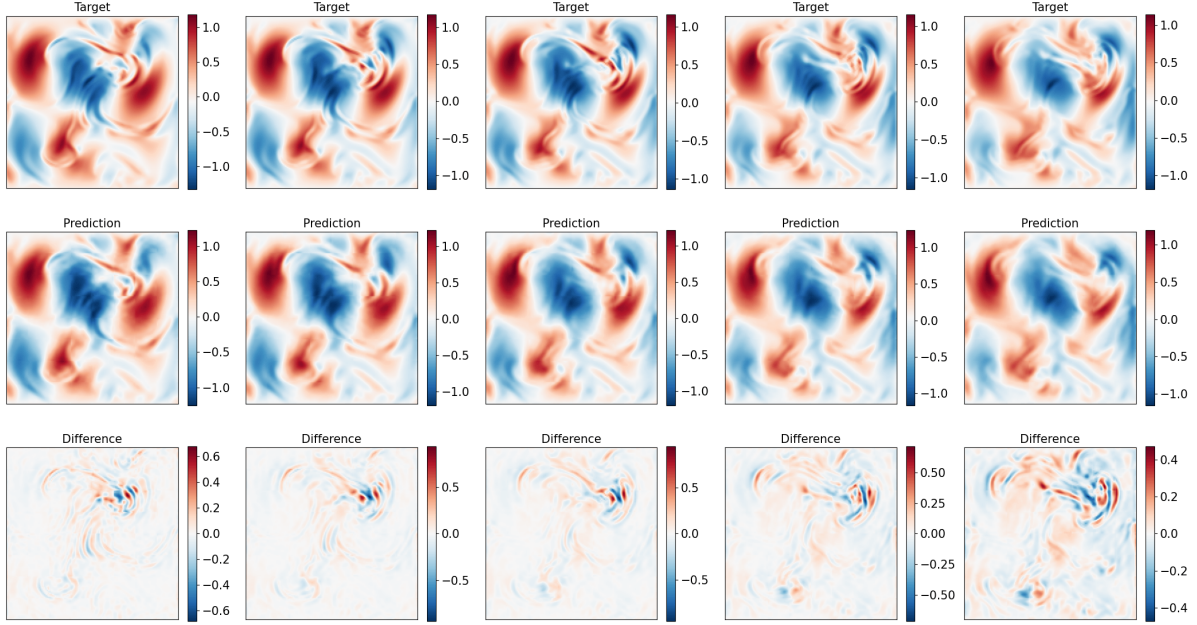 Target Target Target Target Target
1.0 1.0 1.0 1.0 1.0
0.5 0.5 0.5 0.5 0.5
0.0 0.0 0.0 0.0 0.0
−0.5 −0.5 −0.5 −0.5 −0.5
−1.0 −1.0 −1.0 −1.0 −1.0
Prediction Prediction Prediction Prediction Prediction
1.0 1.0 1.0 1.0 1.0
0.5 0.5 0.5 0.5 0.5
0.0 0.0 0.0 0.0 0.0
−0.5 −0.5 −0.5 −0.5 −0.5
−1.0 −1.0 −1.0 −1.0 −1.0
Difference Difference Difference Difference Difference
0.6 0.5 0.5 0.50 0.4
0.4 0.0 0.0 0.25 0.2
0.2 −0.5 −0.5 0.00 0.0
0.0 −0.25 −0.2
−0.2 −0.50 −0.4
−0.4
−0.6